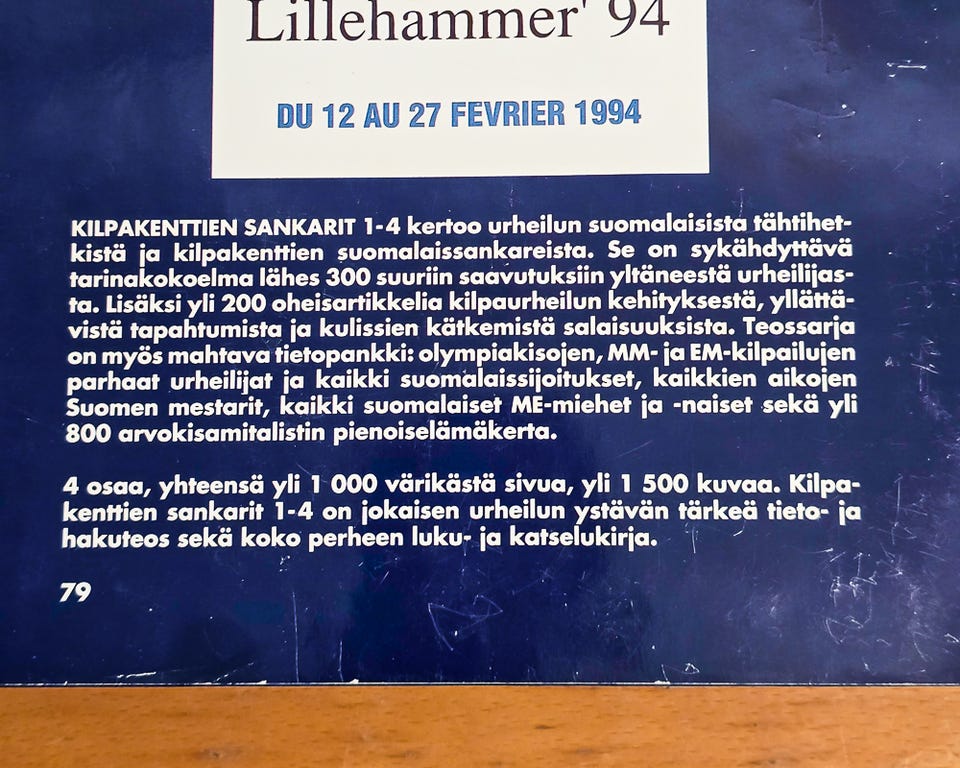 Lillehammer' 94
DU 12 AU 27 FEVRIER 1994
KILPAKENTTIEN SANKARIT 1-4 kertoo urheilun suomalaisista tähtihet-
kistä ja kilpakenttien suomalaissankareista. Se on sykähdyttävä
tarinakokoelma lähes 300 suuriin saavutuksiin yltäneestä urheilijas-
ta. Lisäksi yli 200 oheisartikkelia kilpaurheilun kehityksestä, yllättä-
vistä tapahtumista ja kulissien kätkemistä salaisuuksista. Teossarja
on myös mahtava tietopankki: olympiakisojen, MM- ja EM-kilpailujen
parhaat urheilijat ja kaikki suomalaissijoitukset, kaikkien aikojen
Suomen mestarit, kaikki suomalaiset ME-miehet ja -naiset sekä yli
800 arvokisamitalistin pienoiselämäkerta.
4 osaa, yhteensä yli 1 000 värikästä sivua, yli 1 500 kuvaa. Kilpa-
kenttien sankarit 1-4 on jokaisen urheilun ystävän tärkeä tieto- ja
hakuteos sekä koko perheen luku- ja katselukirja.
79